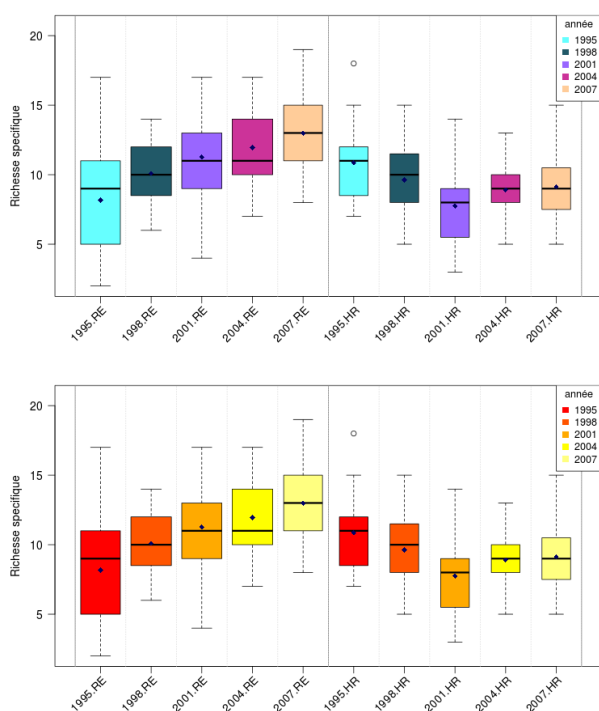 année
1995
1998
2001
2004
2007
Richesse specifique
20
15
10
5
1995.RE
1998.RE
2001.RE
2004.RE
2007.RE
1995.HR
1998.HR
2001.HR
2004.HR
2007.HR
année
1995
1998
2001
2004
2007
Richesse specifique
20
15
10
5
1995.RE
1998.RE
2001.RE
2004.RE
2007.RE
1995.HR
1998.HR
2001.HR
2004.HR
2007.HR